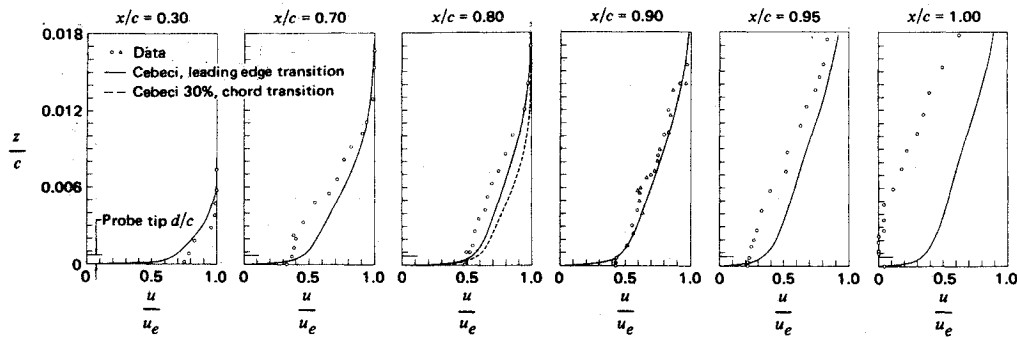 x/c = 0.30 x/c = 0.70 x/c = 0.80 x/c = 0.90 x/c = 0.95 x/c = 1.00
0.018
Data
Cebeci, leading edge transition
Cebeci 30%, chord transition
0.012
z/c
0.006
Probe tip d/c
0
0 0.5 1.0 0 0.5 1.0 0 0.5 1.0 0 0.5 1.0 0 0.5 1.0 0 0.5 1.0
u/u_e u/u_e u/u_e u/u_e u/u_e u/u_e